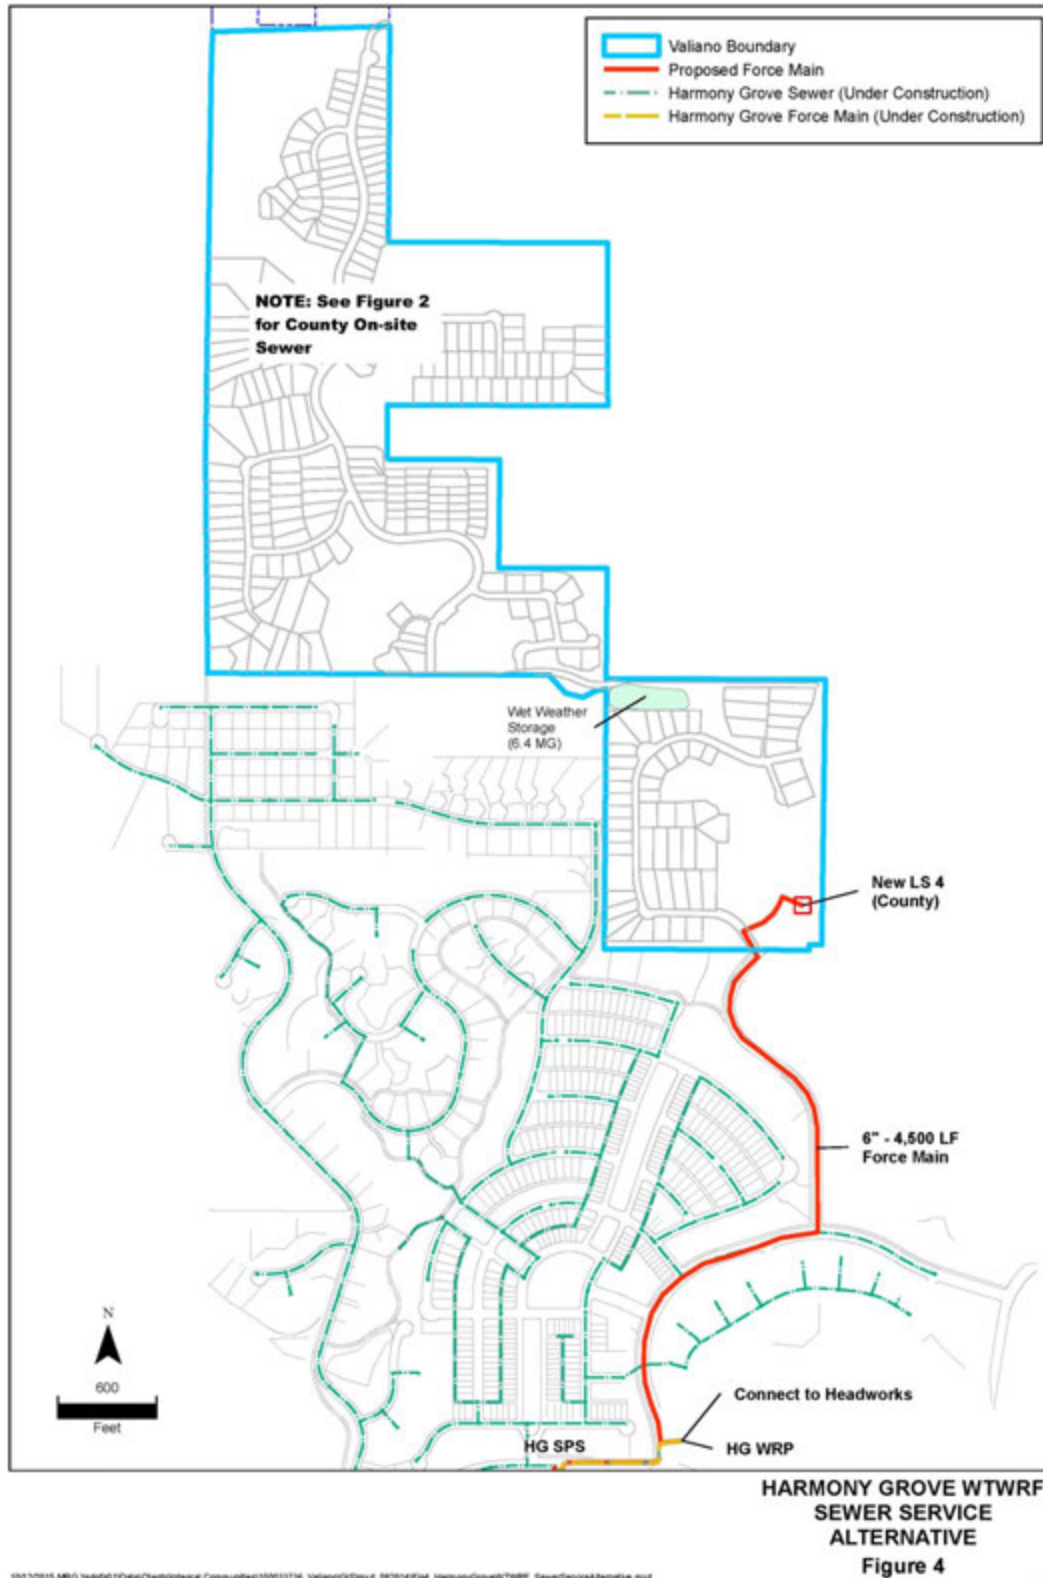 Valiano Boundary
Proposed Force Main
Harmony Grove Sewer (Under Construction)
Harmony Grove Force Main (Under Construction)
NOTE: See Figure 2
for County On-site
Sewer
Wet Weather
Storage
(6.4 MG)
New LS 4
(County)
6" - 4,500 LF
Force Main
N
600
Feet
Connect to Headworks
HG SPS
HG WRP
HARMONY GROVE WTWRF
SEWER SERVICE
ALTERNATIVE
Figure 4